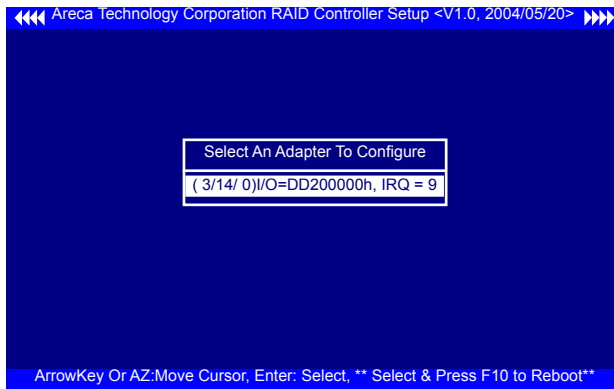 Areca Technology Corporation RAID Controller Setup <V1.0, 2004/05/20>
Select An Adapter To Configure
( 3/14/ 0)I/O=DD200000h, IRQ = 9
ArrowKey Or AZ:Move Cursor, Enter: Select, ** Select & Press F10 to Reboot**